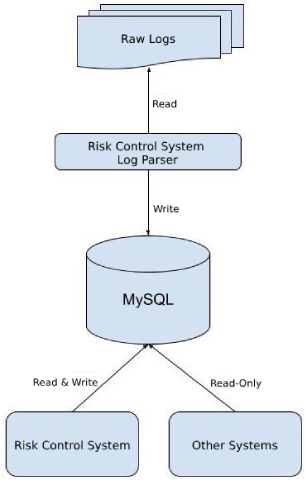 Raw Logs
Read
Risk Control System
Log Parser
Write
MySQL
Read & Write
Read-Only
Risk Control System
Other Systems